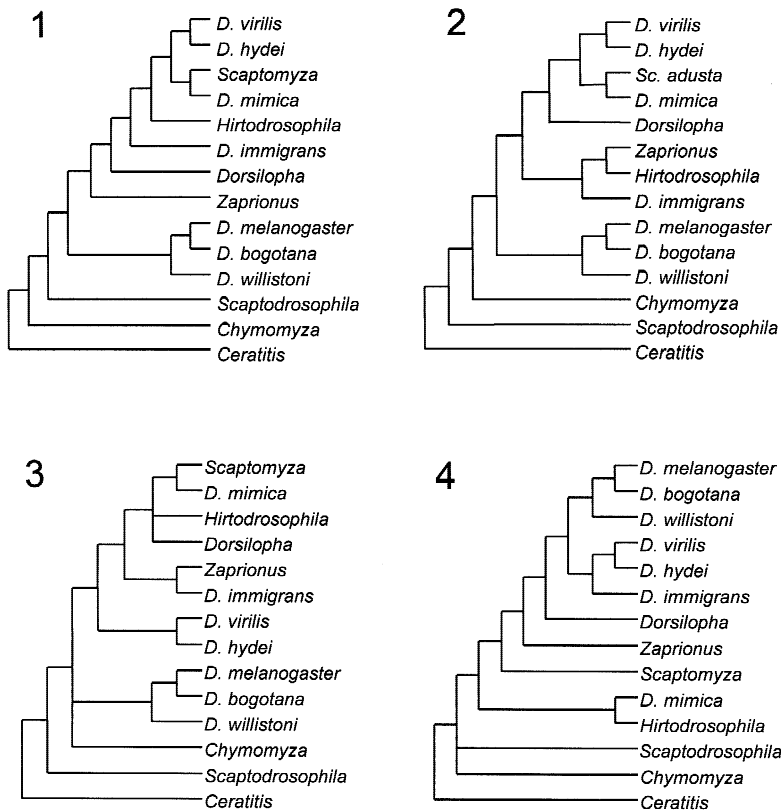 1
D. virilis
D. hydei
Scaptomyza
D. mimica
Hirtodrosophila
D. immigrans
Dorsilopha
Zaprionus
D. melanogaster
D. bogotana
D. willistoni
Scaptodrosophila
Chymomyza
Ceratitis
2
D. virilis
D. hydei
Sc. adusta
D. mimica
Dorsilopha
Zaprionus
Hirtodrosophila
D. immigrans
D. melanogaster
D. bogotana
D. willistoni
Chymomyza
Scaptodrosophila
Ceratitis
3
Scaptomyza
D. mimica
Hirtodrosophila
Dorsilopha
Zaprionus
D. immigrans
D. virilis
D. hydei
D. melanogaster
D. bogotana
D. willistoni
Chymomyza
Scaptodrosophila
Ceratitis
4
D. melanogaster
D. bogotana
D. willistoni
D. virilis
D. hydei
D. immigrans
Dorsilopha
Zaprionus
Scaptomyza
D. mimica
Hirtodrosophila
Scaptodrosophila
Chymomyza
Ceratitis